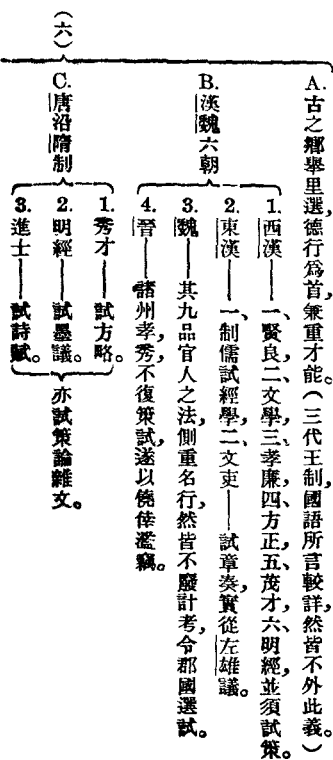 (六)
A. 古之鄉舉里選,德行為首,兼重才能。(三代王制,國語所言較詳,然皆不外此義。)
B. 漢魏六朝
1. 西漢——一、賢良,二、文學,三、孝廉,四、方正,五、茂才,六、明經,並須試策。
2. 東漢——一、制儒試經學,二、文吏——試章奏,實從左雄議。
3. 魏——其九品官人之法,側重名行,然皆不廢計考,令郡國選試。
4. 晉——諸州孝,秀,不復策試,遂以僥倖濫竊。
C. 唐沿隋制
1. 秀才——試方略。
2. 明經——試墨議。
3. 進士——試詩賦。
亦試策論雜文。